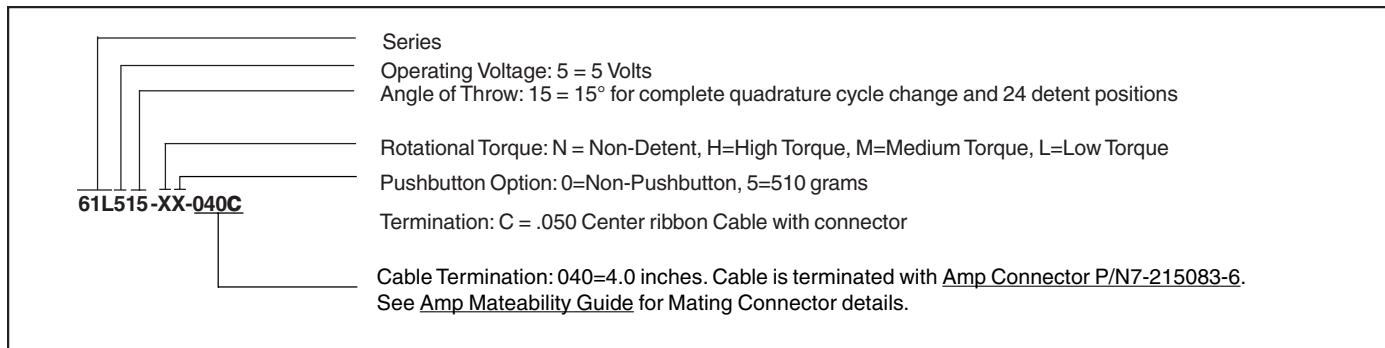 Series
Operating Voltage: 5 = 5 Volts
Angle of Throw: 15 = 15° for complete quadrature cycle change and 24 detent positions
Rotational Torque: N = Non-Detent, H=High Torque, M=Medium Torque, L=Low Torque
Pushbutton Option: 0=Non-Pushbutton, 5=510 grams
61L515-XX-040C
Termination: C = .050 Center ribbon Cable with connector
Cable Termination: 040=4.0 inches. Cable is terminated with Amp Connector P/N7-215083-6.
See Amp Mateability Guide for Mating Connector details.